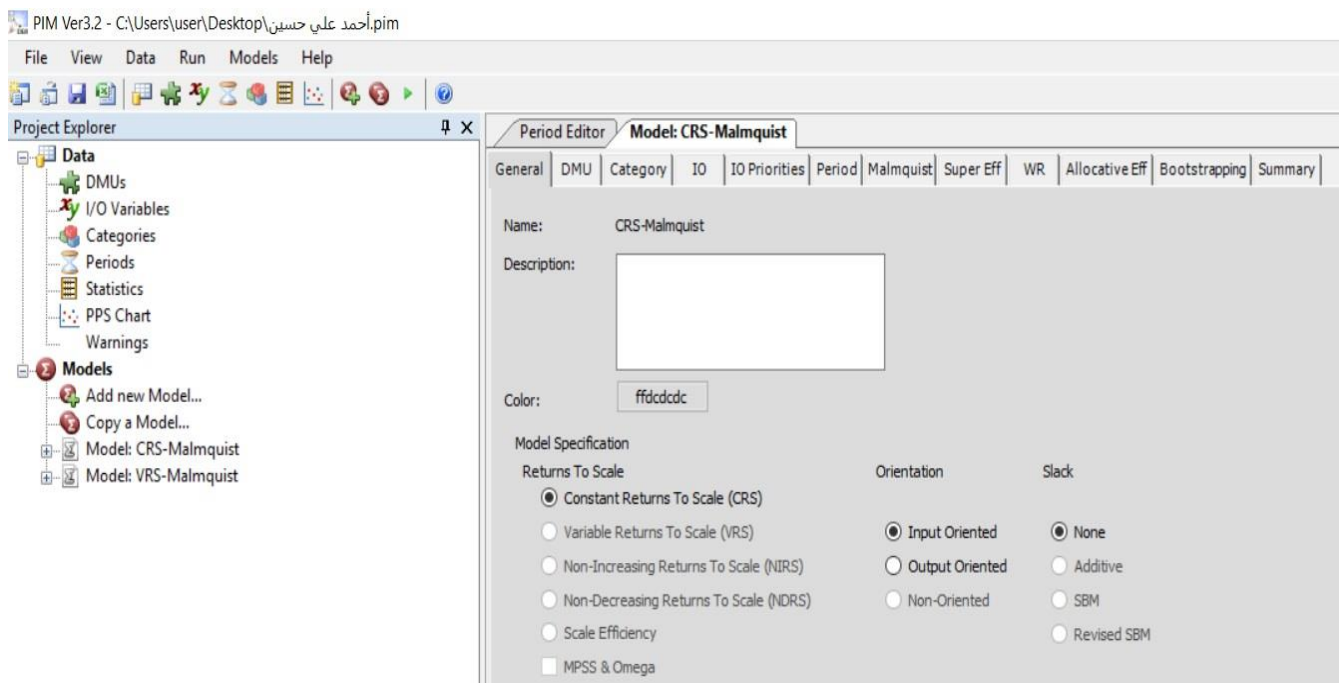 PIM Ver3.2 - C:\Users\user\Desktop\أحمد علي حسين.pim
File View Data Run Models Help
Project Explorer
Data
DMUs
I/O Variables
Categories
Periods
Statistics
PPS Chart
Warnings
Models
Add new Model...
Copy a Model...
Model: CRS-Malmquist
Model: VRS-Malmquist
Period Editor Model: CRS-Malmquist
General DMU Category IO IO Priorities Period Malmquist Super Eff WR Allocative Eff Bootstrapping Summary
Name: CRS-Malmquist
Description:
Color: ffdcdcdc
Model Specification
Returns To Scale Orientation Slack
Constant Returns To Scale (CRS)
Variable Returns To Scale (VRS) Input Oriented None
Non-Increasing Returns To Scale (NIRS) Output Oriented Additive
Non-Decreasing Returns To Scale (NDRS) Non-Oriented SBM
Scale Efficiency Revised SBM
MPSS & Omega